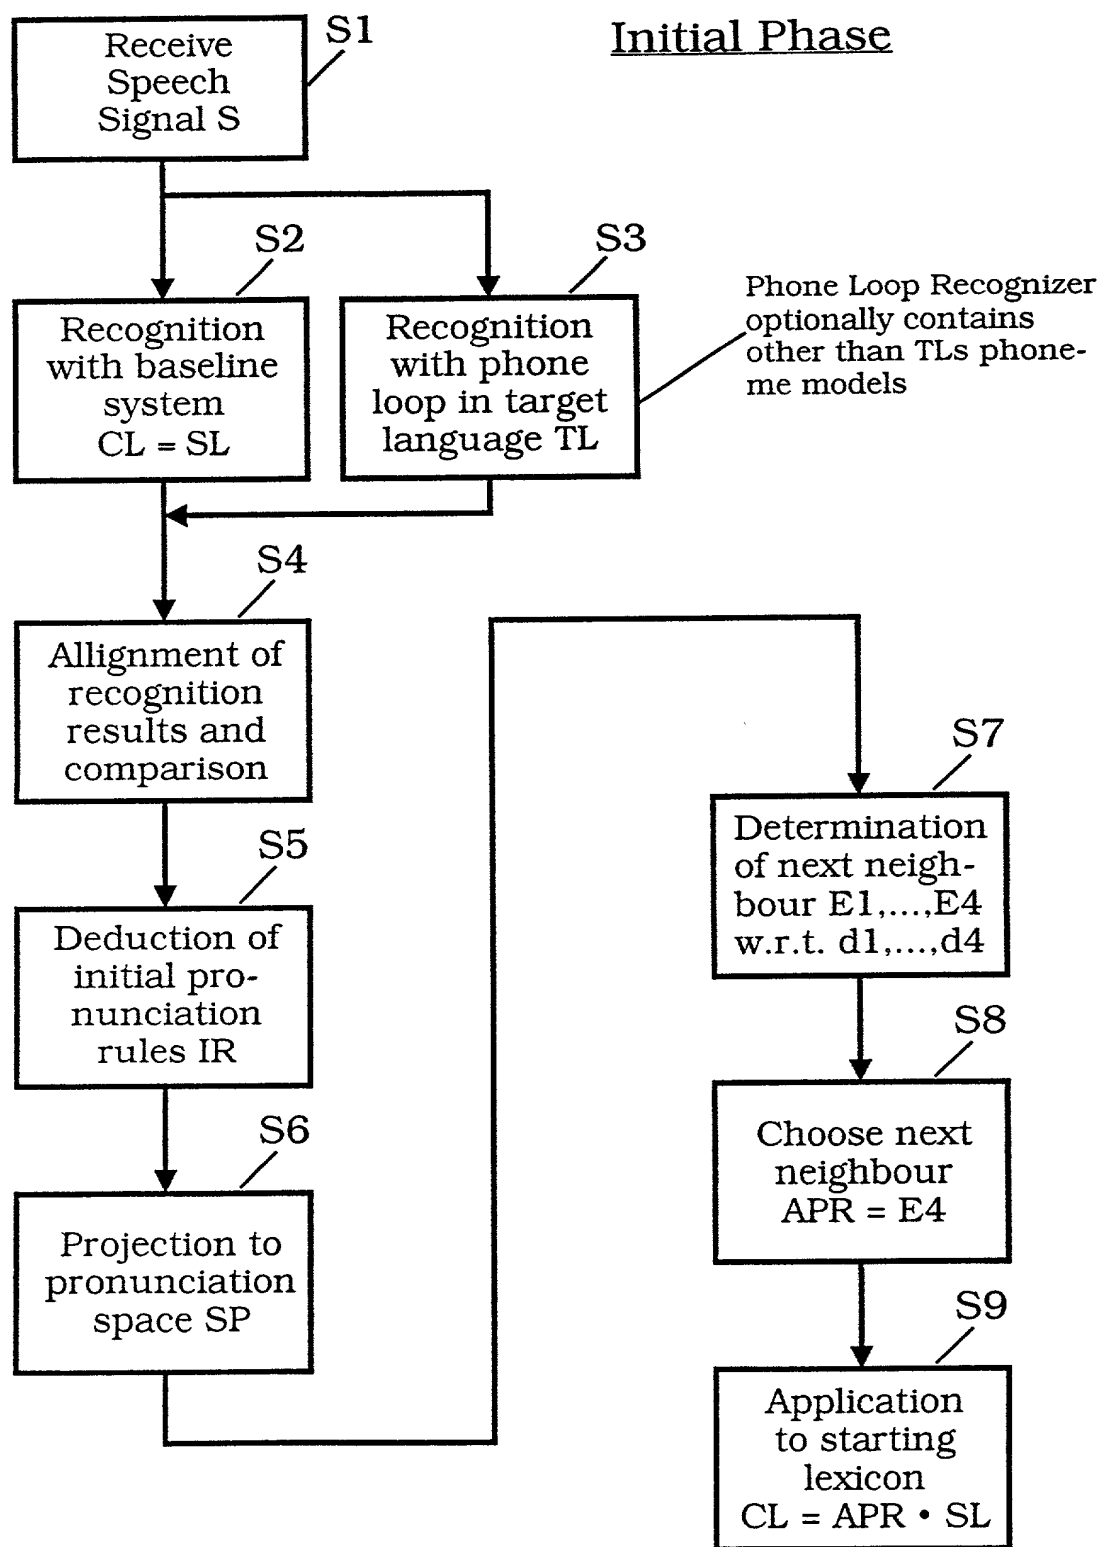 Initial Phase
S1
Receive
Speech
Signal S
S2
Recognition
with baseline
system
CL = SL
S3
Recognition
with phone
loop in target
language TL
Phone Loop Recognizer
optionally contains
other than TLs phone-
me models
S4
Allignment of
recognition
results and
comparison
S5
Deduction of
initial pro-
nunciation
rules IR
S6
Projection to
pronunciation
space SP
S7
Determination
of next neigh-
bour E1,...,E4
w.r.t. d1,...,d4
S8
Choose next
neighbour
APR = E4
S9
Application
to starting
lexicon
CL = APR • SL